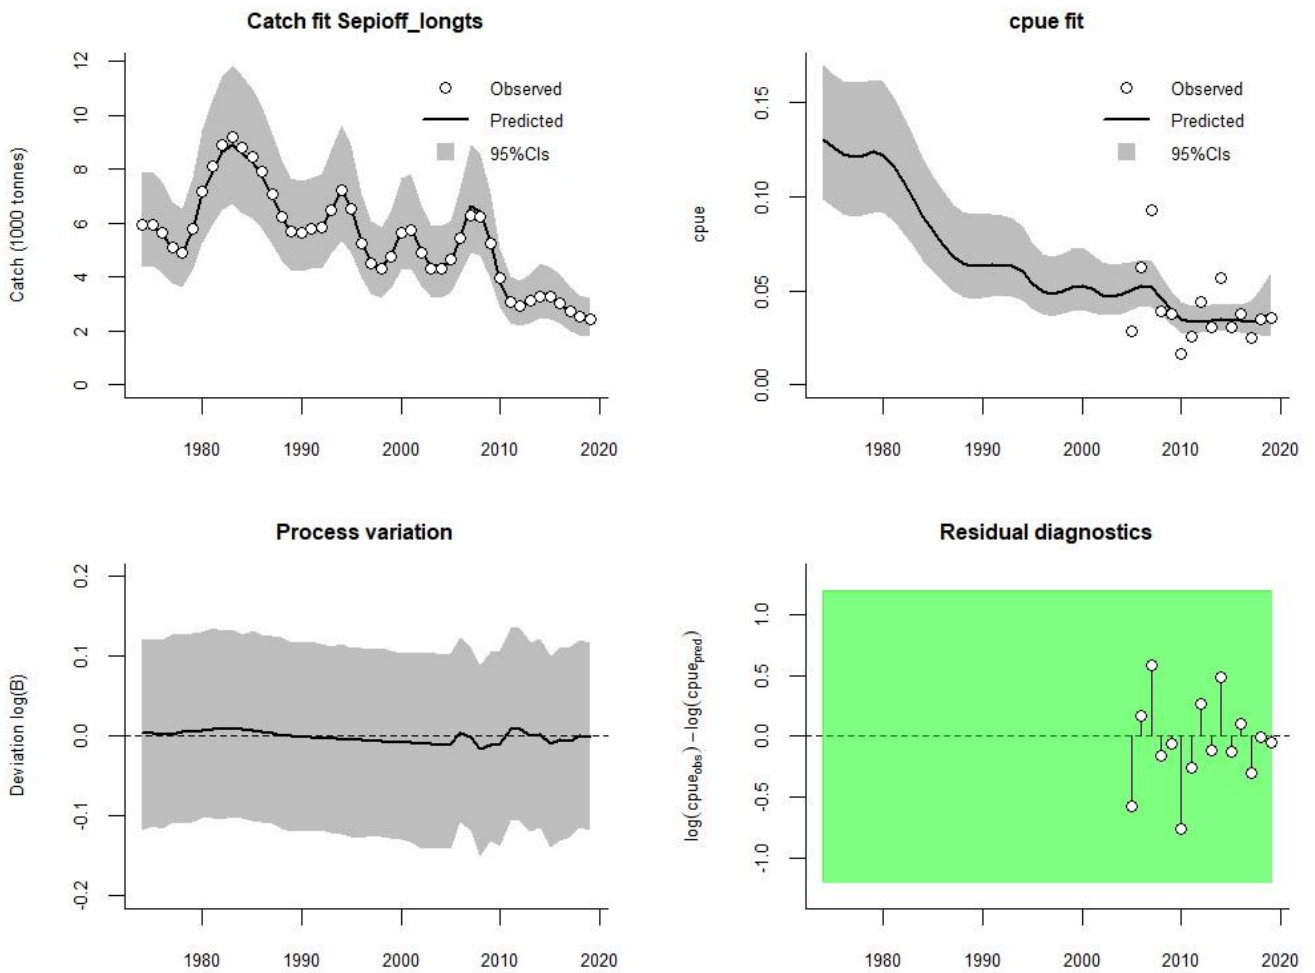 Catch fit Sepioff_longts
Catch (1000 tonnes)
12
10
8
6
4
2
0
Observed
Predicted
95%CIs
1980 1990 2000 2010 2020
cpue fit
cpue
0.15
0.10
0.05
0.00
Observed
Predicted
95%CIs
1980 1990 2000 2010 2020
Process variation
Deviation log(B)
0.2
0.1
0.0
-0.1
-0.2
1980 1990 2000 2010 2020
Residual diagnostics
log(cpue_obs) − log(cpue_pred)
1.0
0.5
0.0
-0.5
-1.0
1980 1990 2000 2010 2020